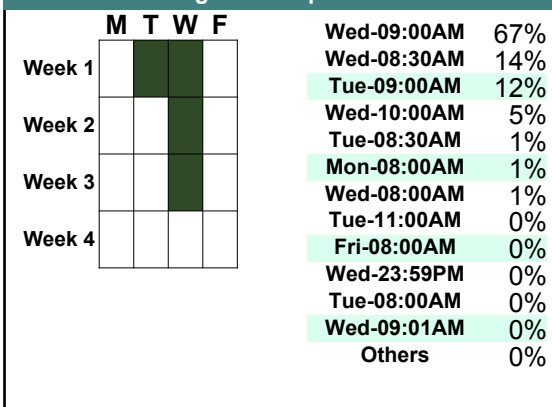 M T W F
Week 1
Week 2
Week 3
Week 4
Wed-09:00AM 67%
Wed-08:30AM 14%
Tue-09:00AM 12%
Wed-10:00AM 5%
Tue-08:30AM 1%
Mon-08:00AM 1%
Wed-08:00AM 1%
Tue-11:00AM 0%
Fri-08:00AM 0%
Wed-23:59PM 0%
Tue-08:00AM 0%
Wed-09:01AM 0%
Others 0%